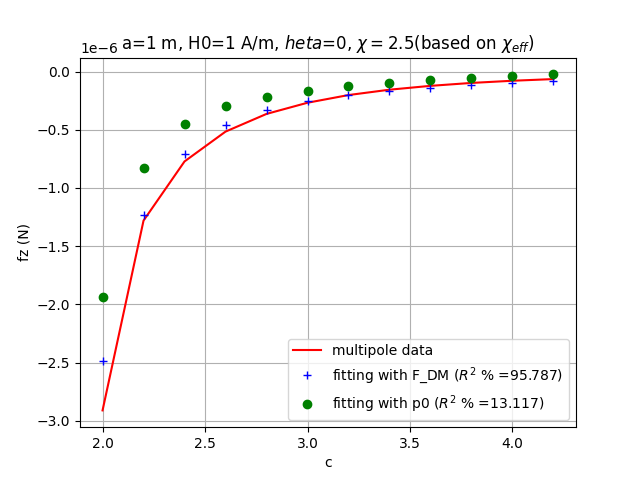 1e−6
a=1 m, H0=1 A/m, heta=0, χ = 2.5(based on χeff)
0.0
−0.5
−1.0
−1.5
−2.0
−2.5
−3.0
fz (N)
multipole data
fitting with F_DM (R² % =95.787)
fitting with p0 (R² % =13.117)
2.0 2.5 3.0 3.5 4.0
c